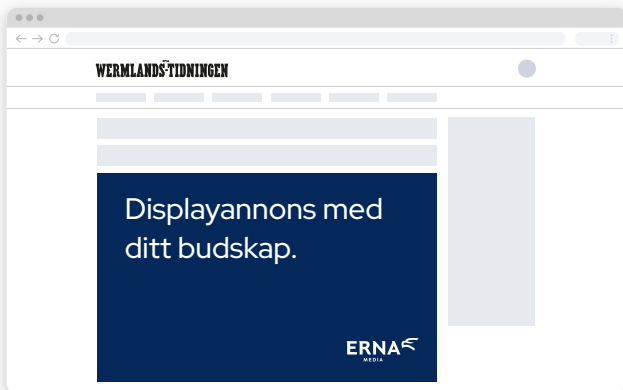 WERMLANDS-TIDNINGEN
Displayannons med
ditt budskap.
ERNA
MEDIA